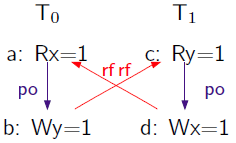 T₀ T₁
a: Rx=1 c: Ry=1
rf rf
po po
b: Wy=1 d: Wx=1